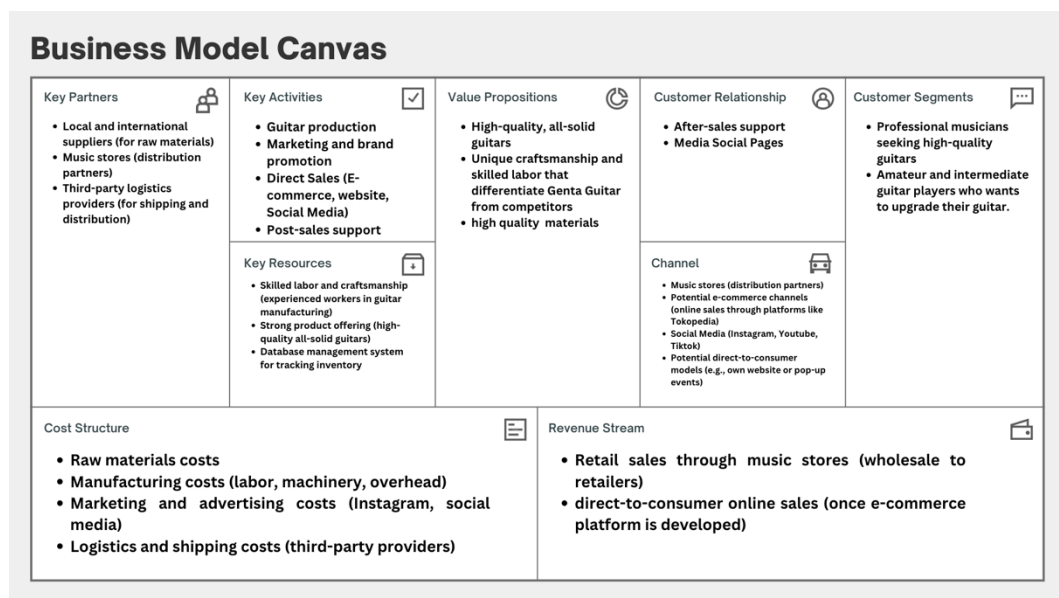 Business Model Canvas
Key Partners
• Local and international
suppliers (for raw materials)
• Music stores (distribution
partners)
• Third-party logistics
providers (for shipping and
distribution)
Key Activities
• Guitar production
• Marketing and brand
promotion
• Direct Sales (E-
commerce, website,
Social Media)
• Post-sales support
Key Resources
• Skilled labor and craftsmanship
(experienced workers in guitar
manufacturing)
• Strong product offering (high-
quality all-solid guitars)
• Database management system
for tracking inventory
Value Propositions
• High-quality, all-solid
guitars
• Unique craftsmanship and
skilled labor that
differentiate Genta Guitar
from competitors
• high quality materials
Customer Relationship
• After-sales support
• Media Social Pages
Channel
• Music stores (distribution partners)
• Potential e-commerce channels
(online sales through platforms like
Tokopedia)
• Social Media (Instagram, Youtube,
Tiktok)
• Potential direct-to-consumer
models (e.g., own website or pop-up
events)
Customer Segments
• Professional musicians
seeking high-quality
guitars
• Amateur and intermediate
guitar players who wants
to upgrade their guitar.
Cost Structure
• Raw materials costs
• Manufacturing costs (labor, machinery, overhead)
• Marketing and advertising costs (Instagram, social
media)
• Logistics and shipping costs (third-party providers)
Revenue Stream
• Retail sales through music stores (wholesale to
retailers)
• direct-to-consumer online sales (once e-commerce
platform is developed)